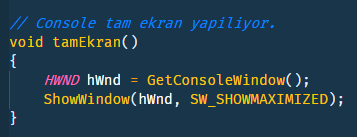 // Console tam ekran yapiliyor.
void tamEkran()
{
    HWND hWnd = GetConsoleWindow();
    ShowWindow(hWnd, SW_SHOWMAXIMIZED);
}